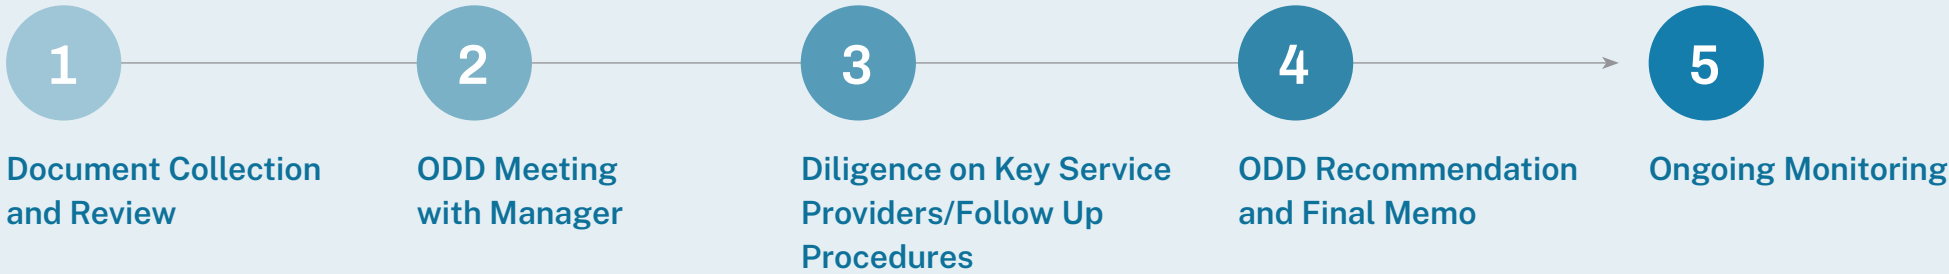 1
2
3
4
5
Document Collection
and Review
ODD Meeting
with Manager
Diligence on Key Service
Providers/Follow Up
Procedures
ODD Recommendation
and Final Memo
Ongoing Monitoring